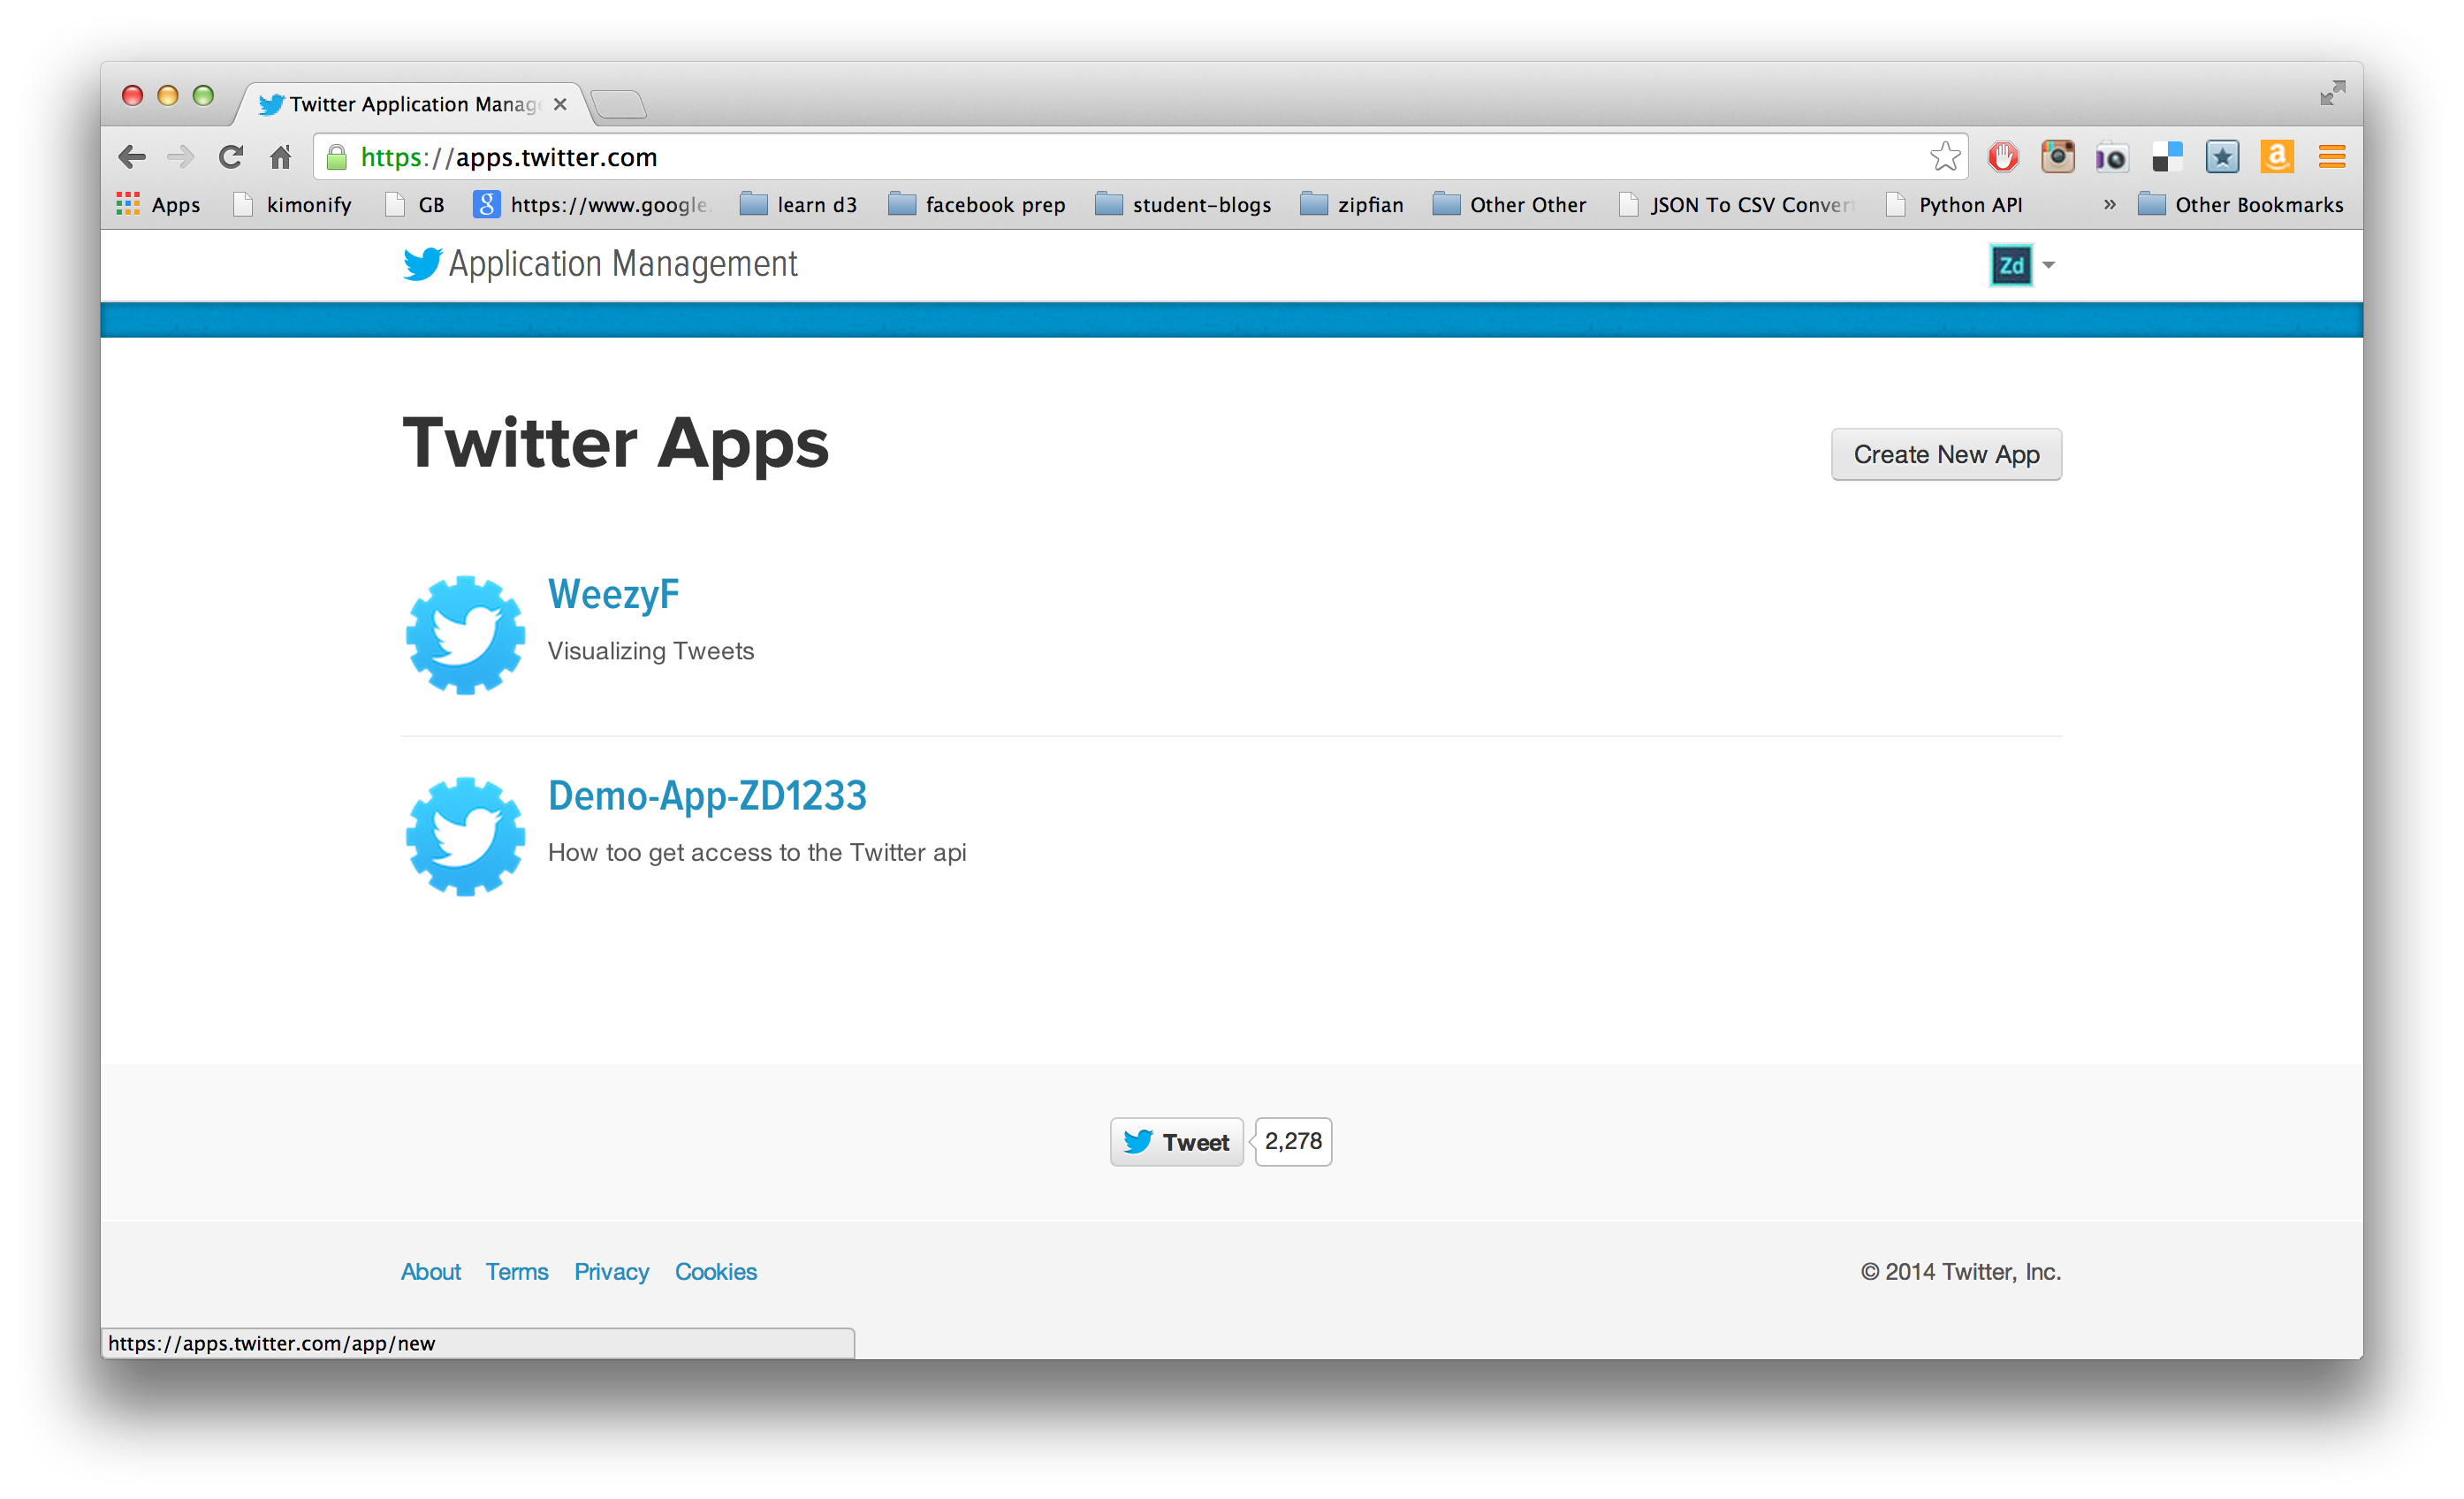 Twitter Application Manag
https://apps.twitter.com
Apps kimonify GB https://www.google. learn d3 facebook prep student-blogs zipfian Other Other JSON To CSV Conver Python API » Other Bookmarks
Application Management
Zd
Twitter Apps
Create New App
WeezyF
Visualizing Tweets
Demo-App-ZD1233
How too get access to the Twitter api
Tweet 2,278
About Terms Privacy Cookies
© 2014 Twitter, Inc.
https://apps.twitter.com/app/new